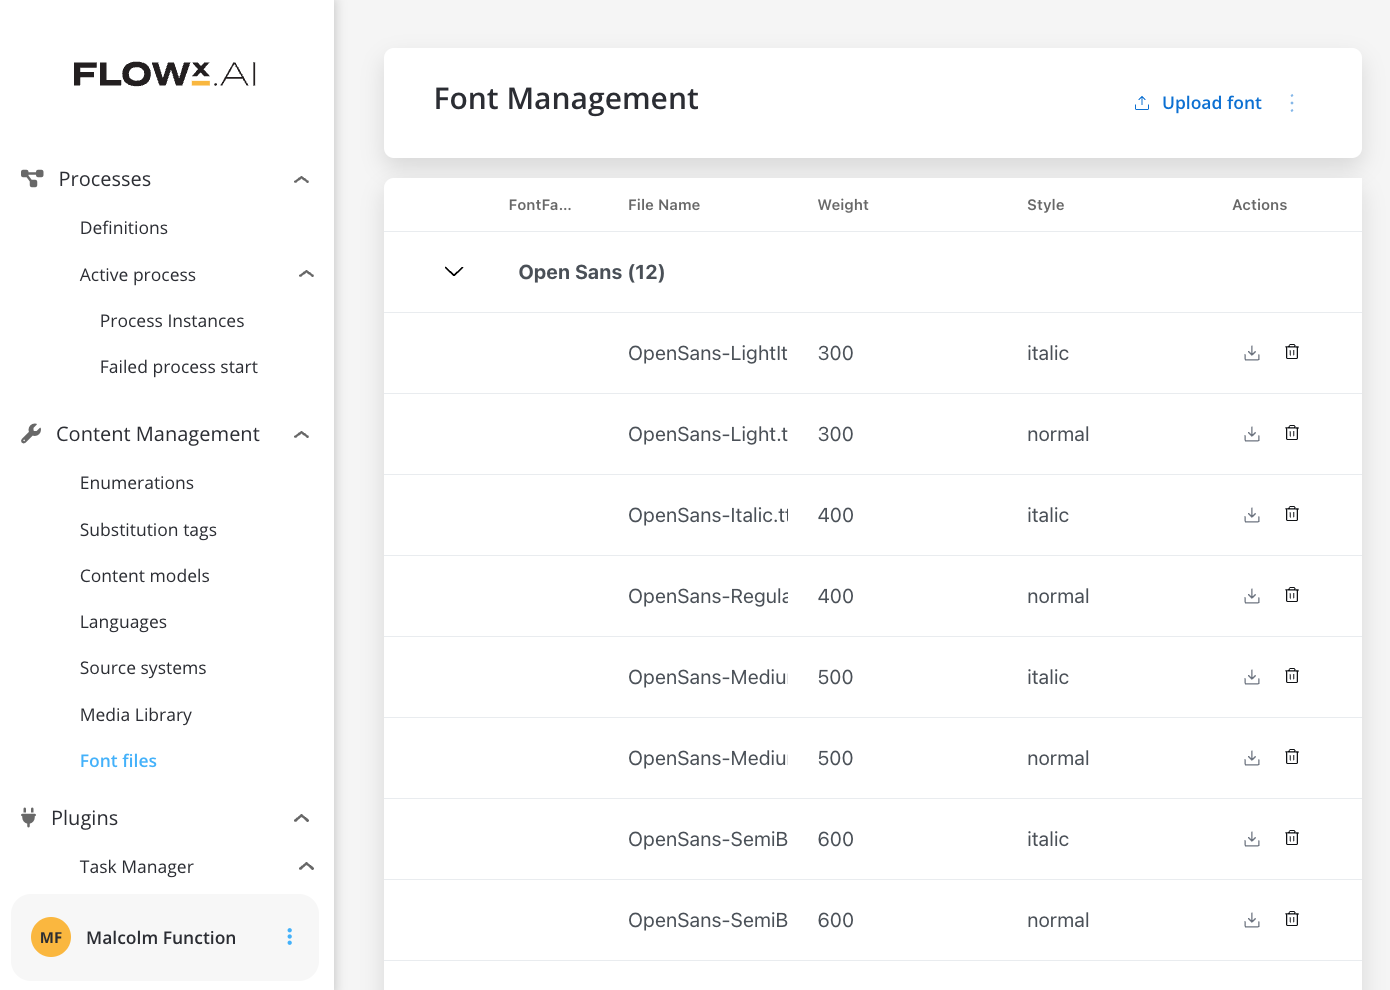 FLOWX.AI
Processes
Definitions
Active process
Process Instances
Failed process start
Content Management
Enumerations
Substitution tags
Content models
Languages
Source systems
Media Library
Font files
Plugins
Task Manager
MF Malcolm Function
Font Management
Upload font
FontFa... File Name Weight Style Actions
Open Sans (12)
OpenSans-LightIt 300 italic
OpenSans-Light.t 300 normal
OpenSans-Italic.tt 400 italic
OpenSans-Regula 400 normal
OpenSans-Mediu 500 italic
OpenSans-Mediu 500 normal
OpenSans-SemiB 600 italic
OpenSans-SemiB 600 normal